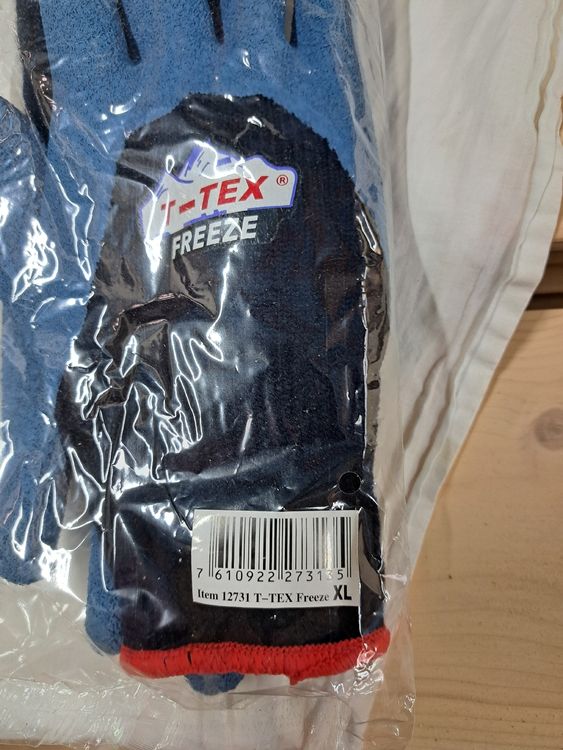 T-TEX ®
FREEZE
7 610922 273135
Item 12731 T-TEX Freeze XL